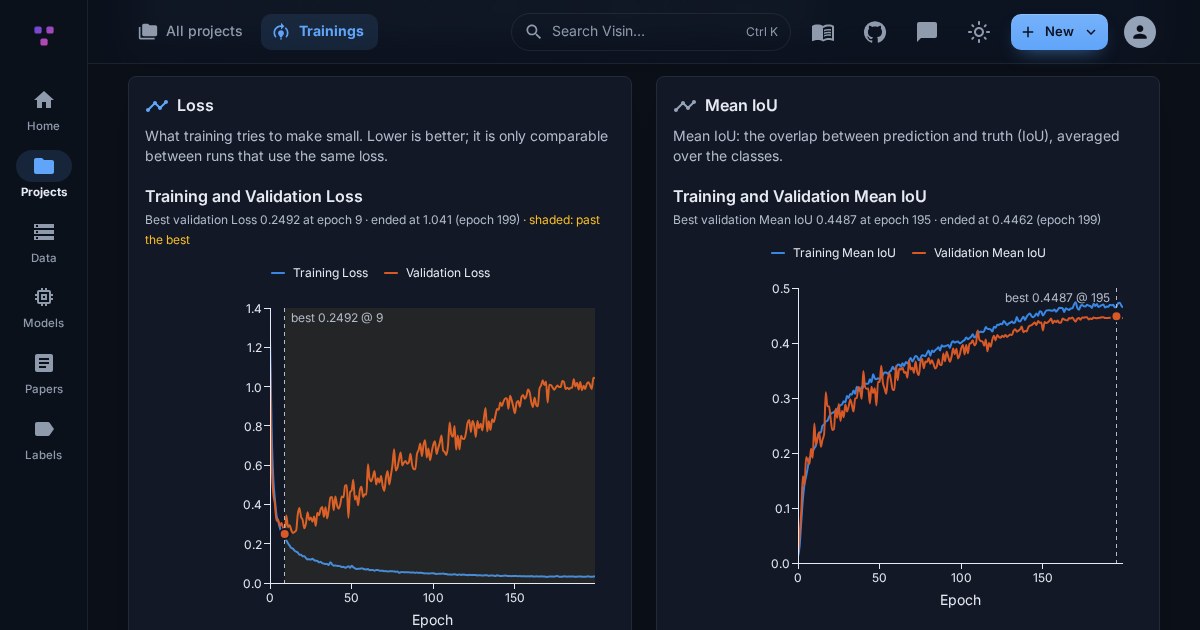 All projects
Trainings
Search Visin...
Ctrl K
New
Home
Projects
Data
Models
Papers
Labels
Loss
What training tries to make small. Lower is better; it is only comparable
between runs that use the same loss.
Training and Validation Loss
Best validation Loss 0.2492 at epoch 9 · ended at 1.041 (epoch 199) · shaded: past
the best
Training Loss
Validation Loss
best 0.2492 @ 9
1.4
1.2
1.0
0.8
0.6
0.4
0.2
0.0
0
50
100
150
Epoch
Mean IoU
Mean IoU: the overlap between prediction and truth (IoU), averaged
over the classes.
Training and Validation Mean IoU
Best validation Mean IoU 0.4487 at epoch 195 · ended at 0.4462 (epoch 199)
Training Mean IoU
Validation Mean IoU
best 0.4487 @ 195
0.5
0.4
0.3
0.2
0.1
0.0
0
50
100
150
Epoch